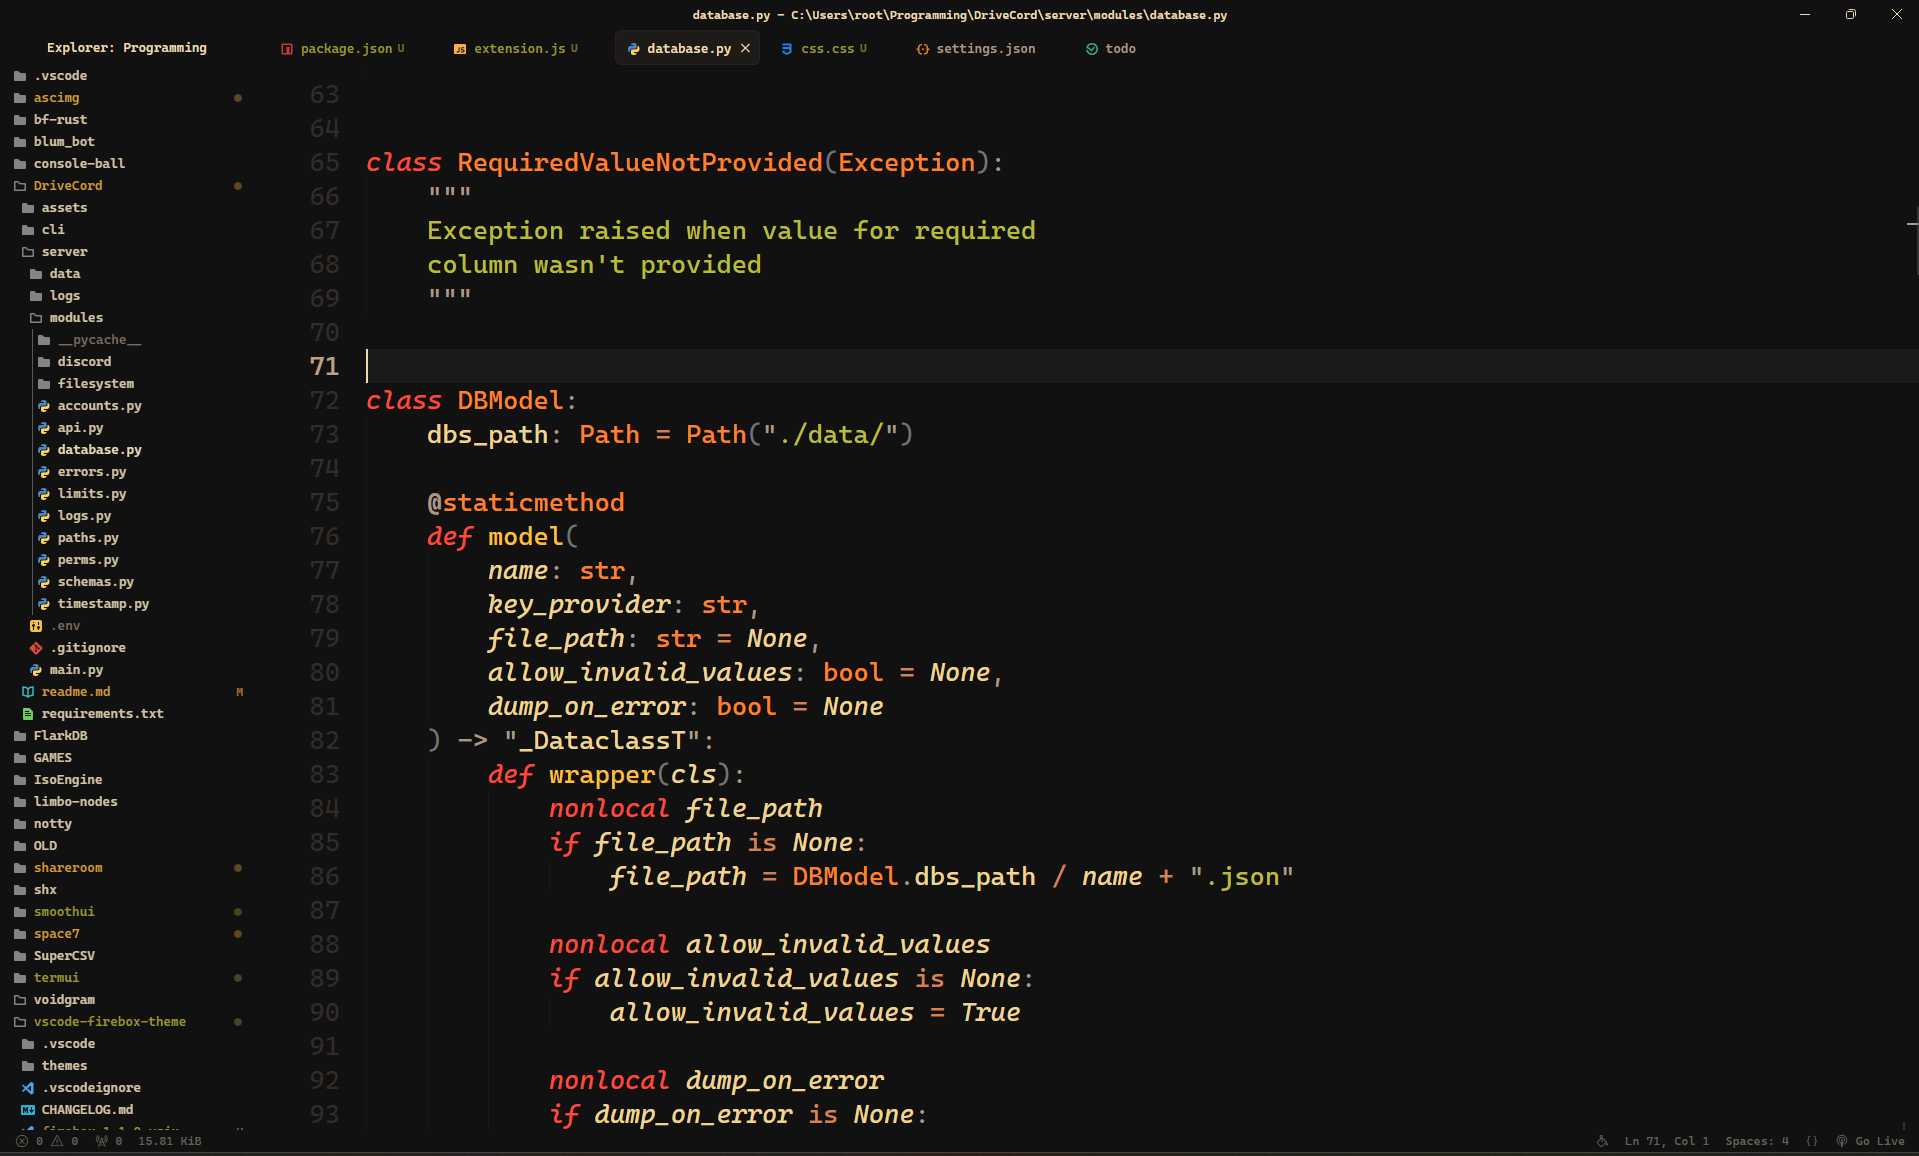 database.py – C:\Users\root\Programming\DriveCord\server\modules\database.py
Explorer: Programming
package.json U
extension.js U
database.py
css.css U
settings.json
todo
.vscode
ascimg
bf-rust
blum_bot
console-ball
DriveCord
assets
cli
server
data
logs
modules
__pycache__
discord
filesystem
accounts.py
api.py
database.py
errors.py
limits.py
logs.py
paths.py
perms.py
schemas.py
timestamp.py
.env
.gitignore
main.py
readme.md M
requirements.txt
FlarkDB
GAMES
IsoEngine
limbo-nodes
notty
OLD
shareroom
shx
smoothui
space7
SuperCSV
termui
voidgram
vscode-firebox-theme
.vscode
themes
.vscodeignore
CHANGELOG.md
63
64
65 class RequiredValueNotProvided(Exception):
66 """
67 Exception raised when value for required
68 column wasn't provided
69 """
70
71
72 class DBModel:
73 dbs_path: Path = Path("./data/")
74
75 @staticmethod
76 def model(
77 name: str,
78 key_provider: str,
79 file_path: str = None,
80 allow_invalid_values: bool = None,
81 dump_on_error: bool = None
82 ) -> "_DataclassT":
83 def wrapper(cls):
84 nonlocal file_path
85 if file_path is None:
86 file_path = DBModel.dbs_path / name + ".json"
87
88 nonlocal allow_invalid_values
89 if allow_invalid_values is None:
90 allow_invalid_values = True
91
92 nonlocal dump_on_error
93 if dump_on_error is None:
0 0 0 15.81 KiB
Ln 71, Col 1 Spaces: 4 {} Go Live